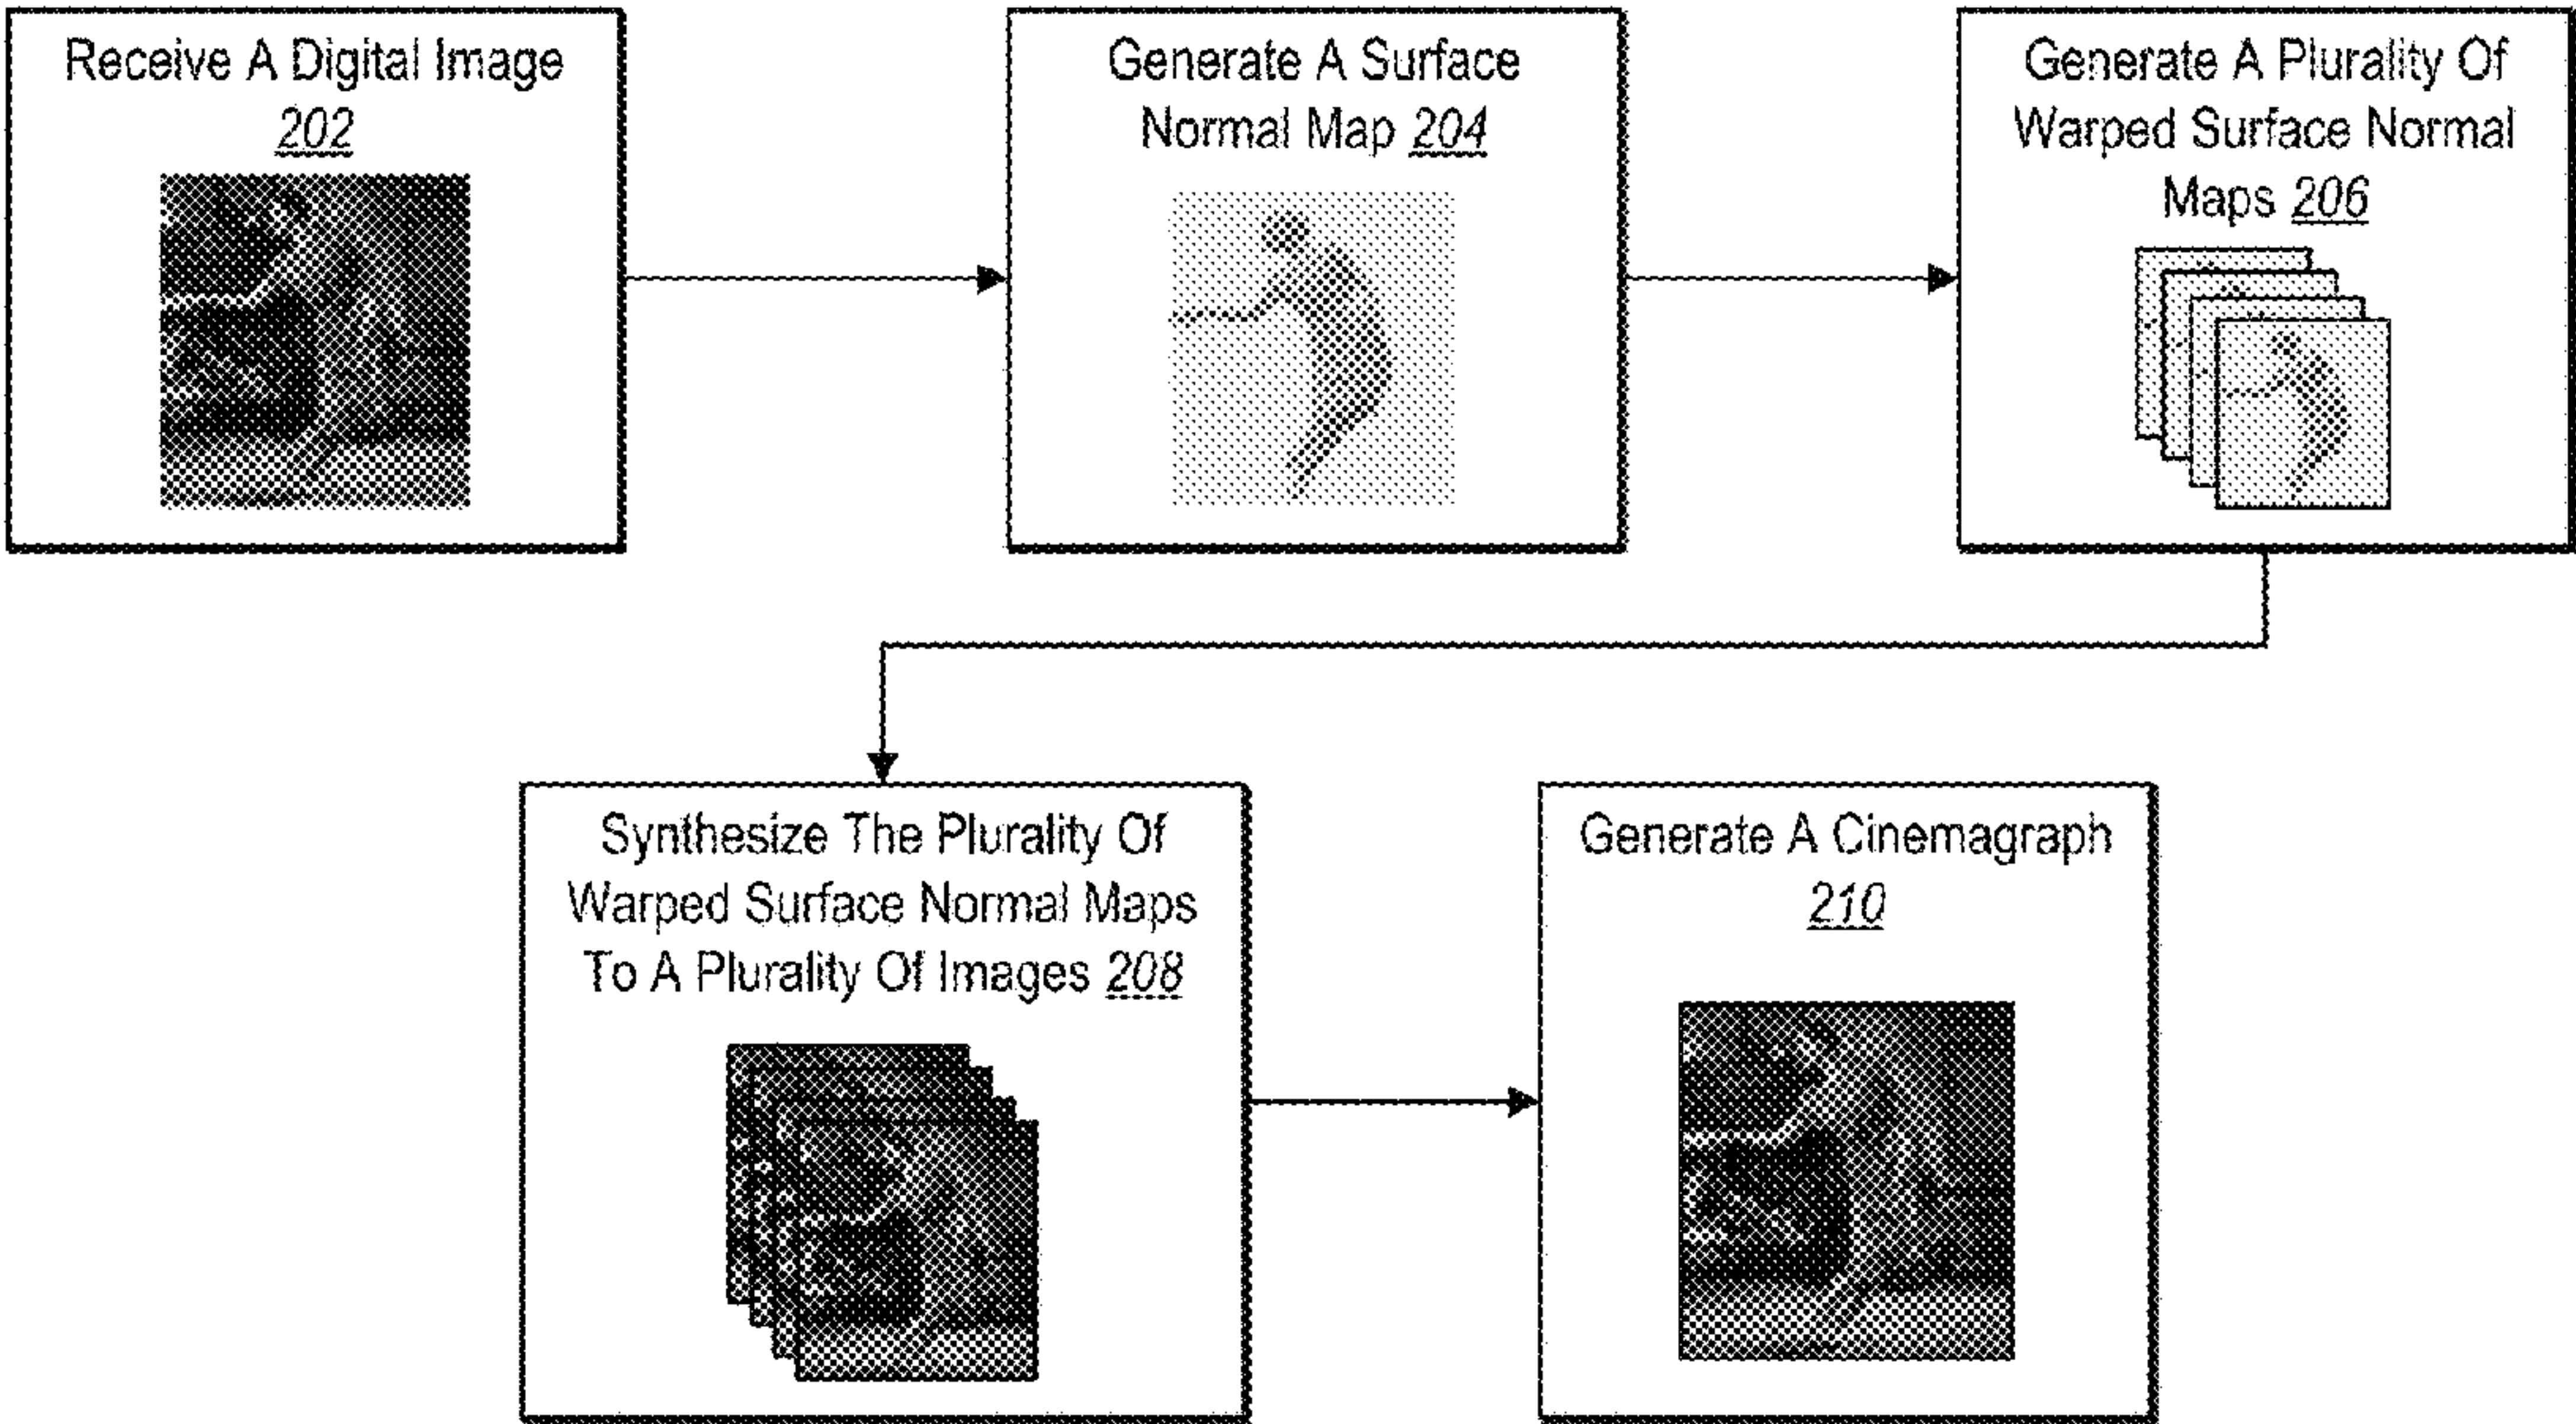 Receive A Digital Image
202
Generate A Surface
Normal Map 204
Generate A Plurality Of
Warped Surface Normal
Maps 206
Synthesize The Plurality Of
Warped Surface Normal Maps
To A Plurality Of Images 208
Generate A Cinemagraph
210